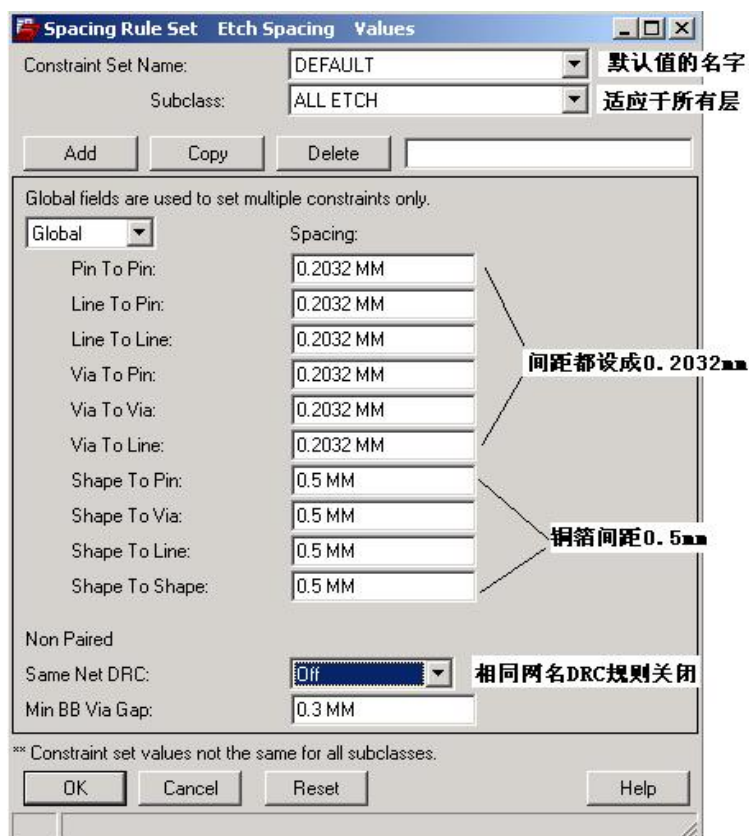 Spacing Rule Set Etch Spacing Values
Constraint Set Name: DEFAULT 默认值的名字
Subclass: ALL ETCH 适应于所有层
Add Copy Delete
Global fields are used to set multiple constraints only.
Global Spacing:
Pin To Pin: 0.2032 MM
Line To Pin: 0.2032 MM
Line To Line: 0.2032 MM
间距都设成0.2032mm
Via To Pin: 0.2032 MM
Via To Via: 0.2032 MM
Via To Line: 0.2032 MM
Shape To Pin: 0.5 MM
Shape To Via: 0.5 MM
铜箔间距0.5mm
Shape To Line: 0.5 MM
Shape To Shape: 0.5 MM
Non Paired
Same Net DRC: Off 相同网名DRC规则关闭
Min BB Via Gap: 0.3 MM
** Constraint set values not the same for all subclasses.
OK Cancel Reset Help